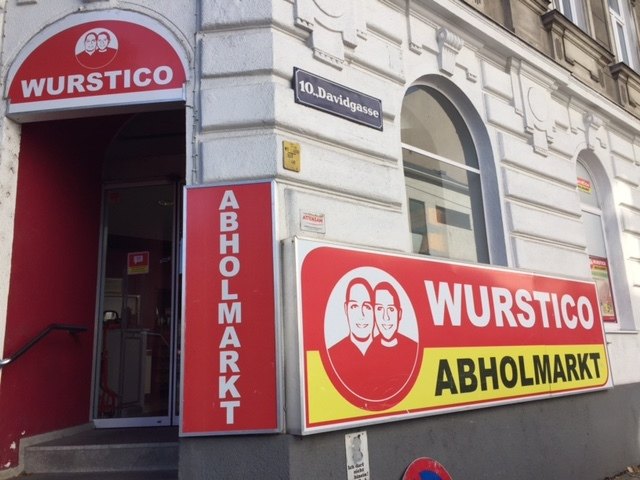 WURSTICO
10., Davidgasse
ABHOLMARKT
WURSTICO
ABHOLMARKT